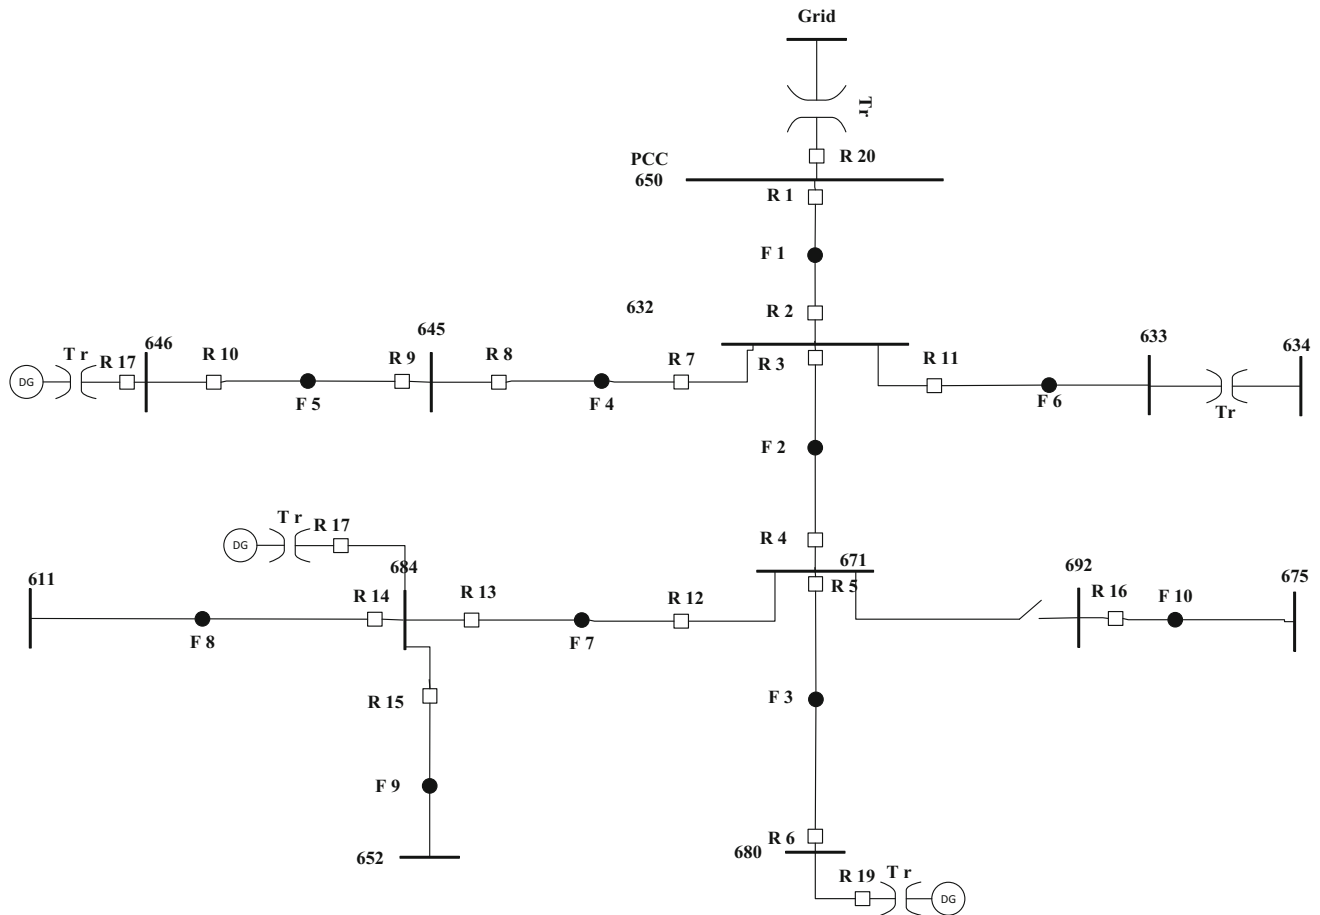 Grid
Tr
R 20
PCC
650
R 1
F 1
632
R 2
646
645
633
634
T r
R 17
R 10
R 9
R 8
R 7
R 3
R 11
DG
F 5
F 4
F 6
Tr
F 2
T r
R 17
DG
R 4
671
684
692
611
R 14
R 13
R 12
R 5
R 16
F 10
675
F 8
F 7
R 15
F 3
F 9
R 6
652
680
R 19
T r
DG